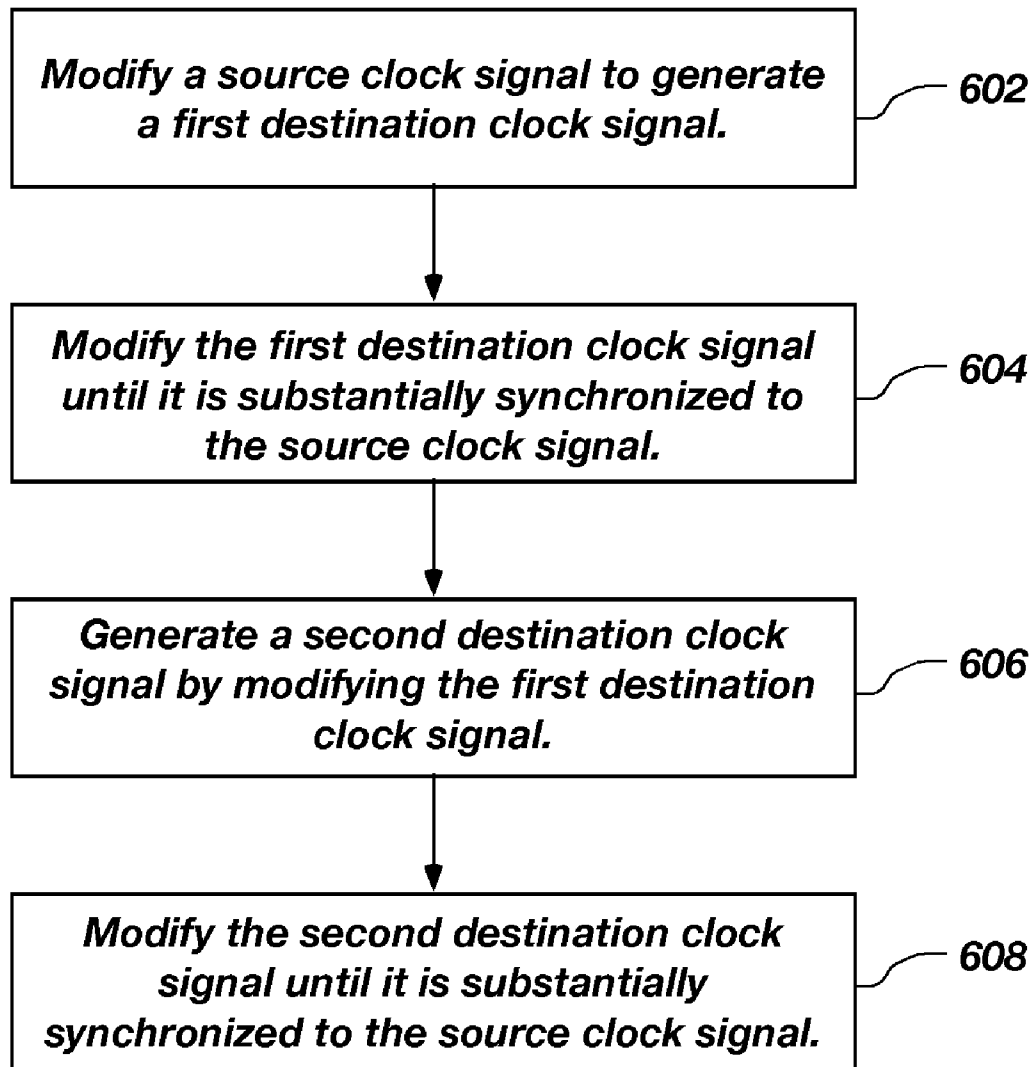 Modify a source clock signal to generate
a first destination clock signal.
602
Modify the first destination clock signal
until it is substantially synchronized to
the source clock signal.
604
Generate a second destination clock
signal by modifying the first destination
clock signal.
606
Modify the second destination clock
signal until it is substantially
synchronized to the source clock signal.
608